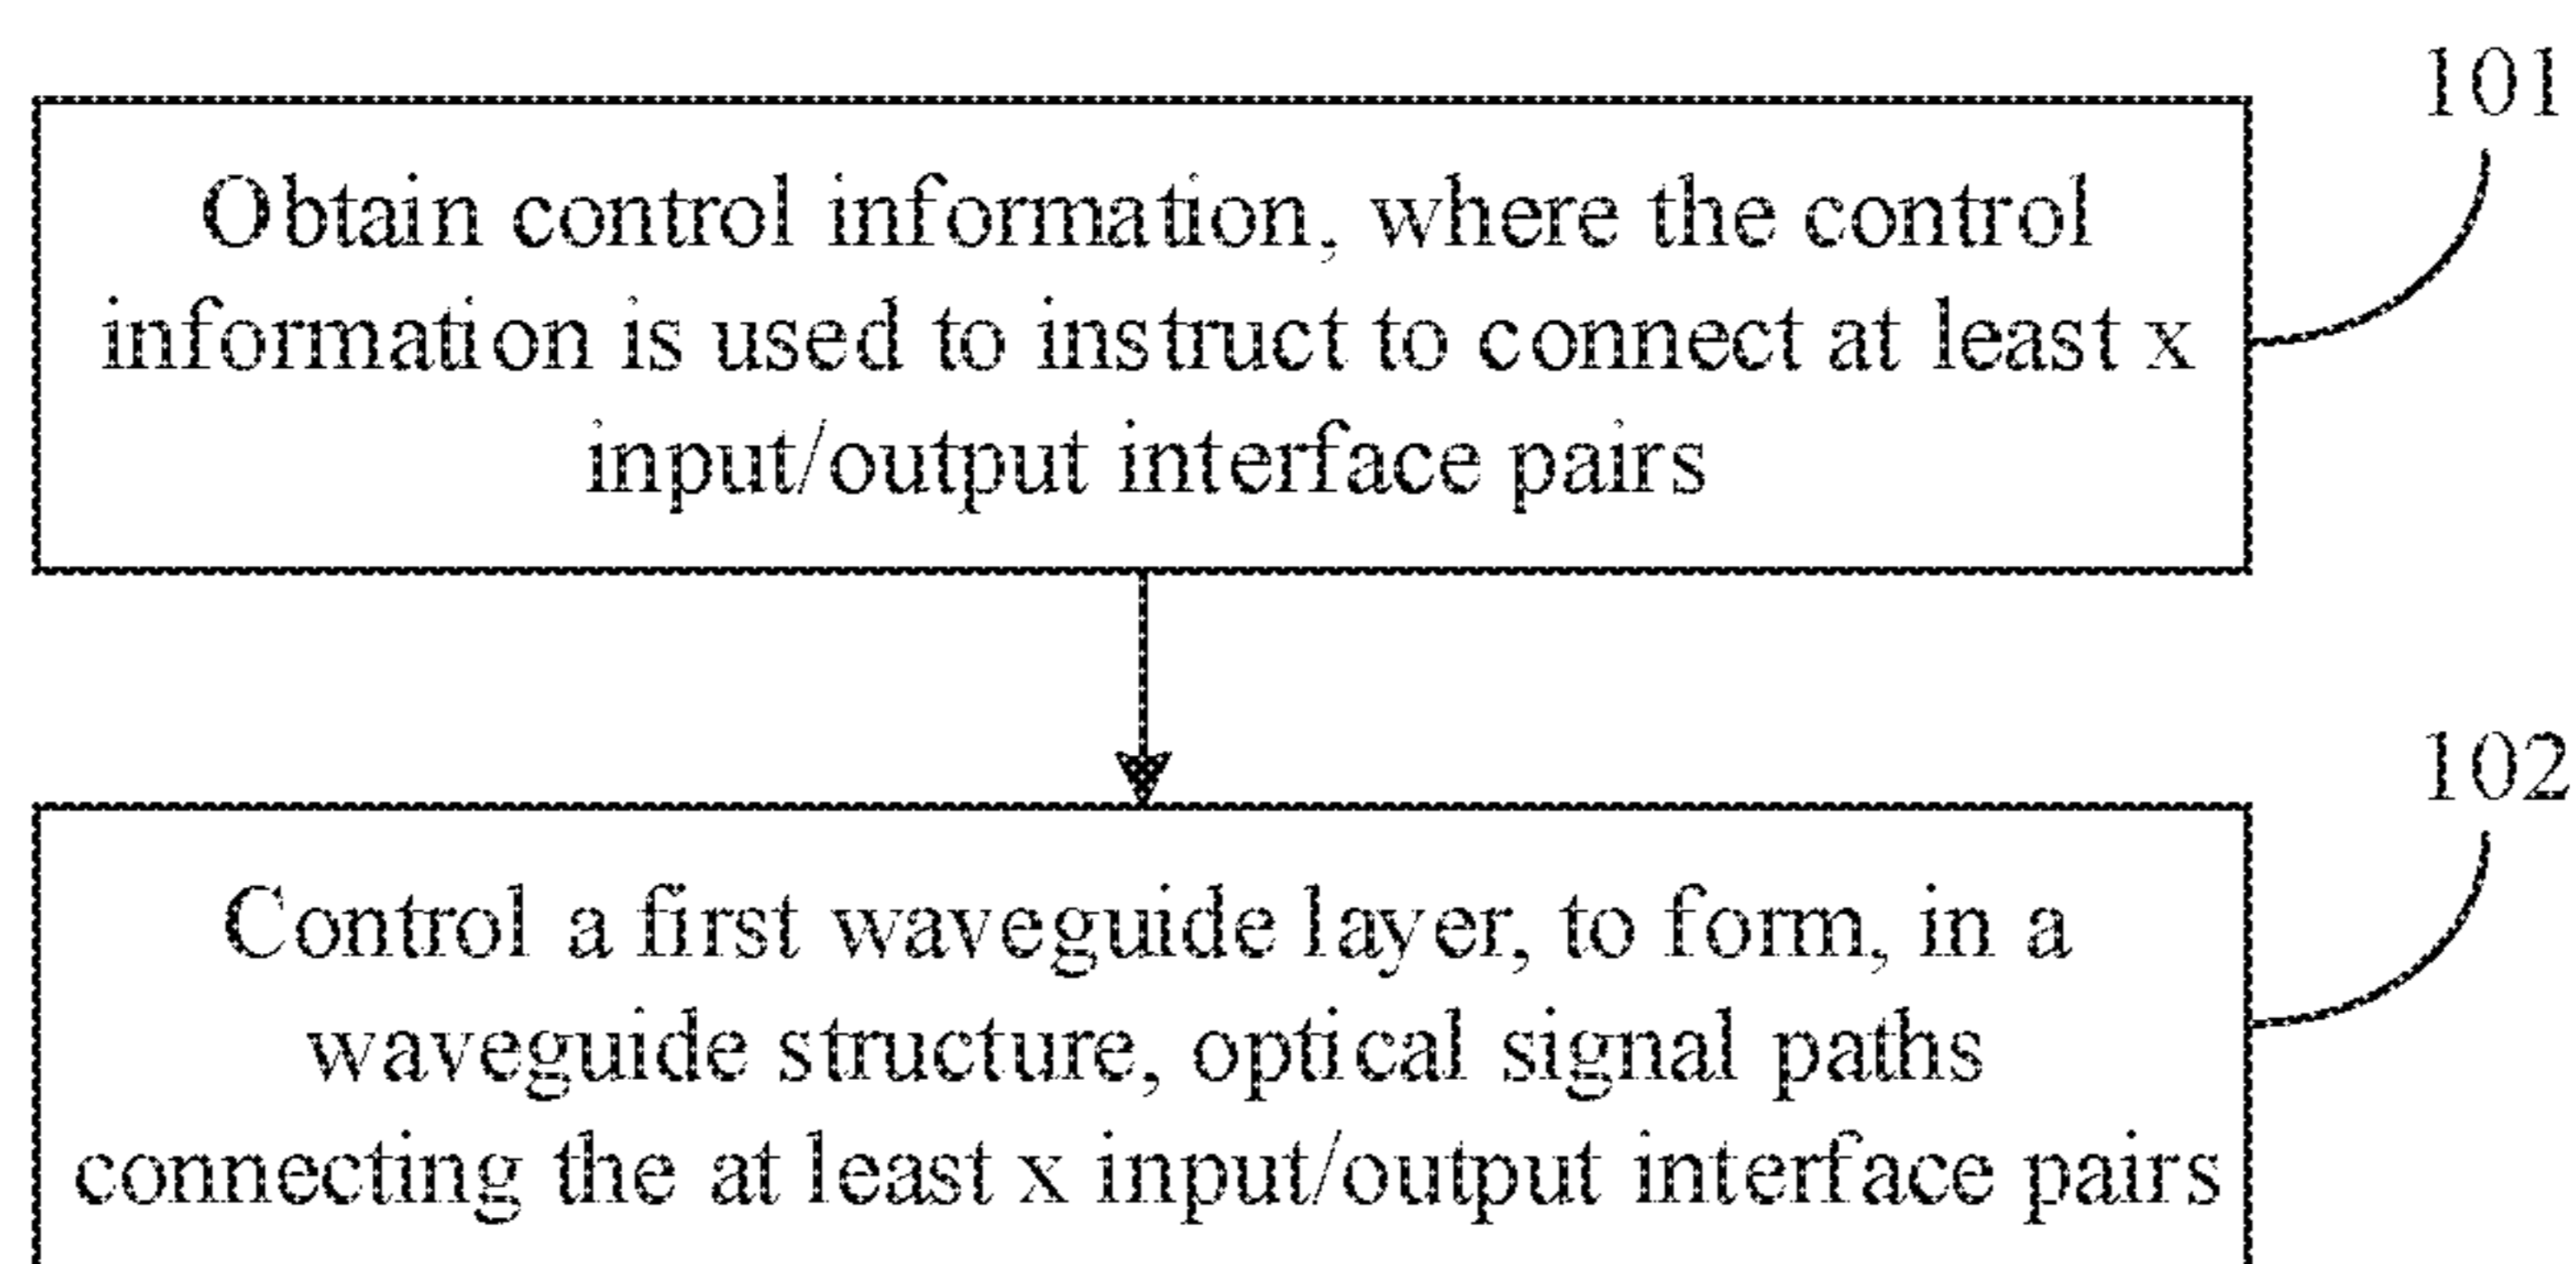 101
Obtain control information, where the control
information is used to instruct to connect at least x
input/output interface pairs
102
Control a first waveguide layer, to form, in a
waveguide structure, optical signal paths
connecting the at least x input/output interface pairs